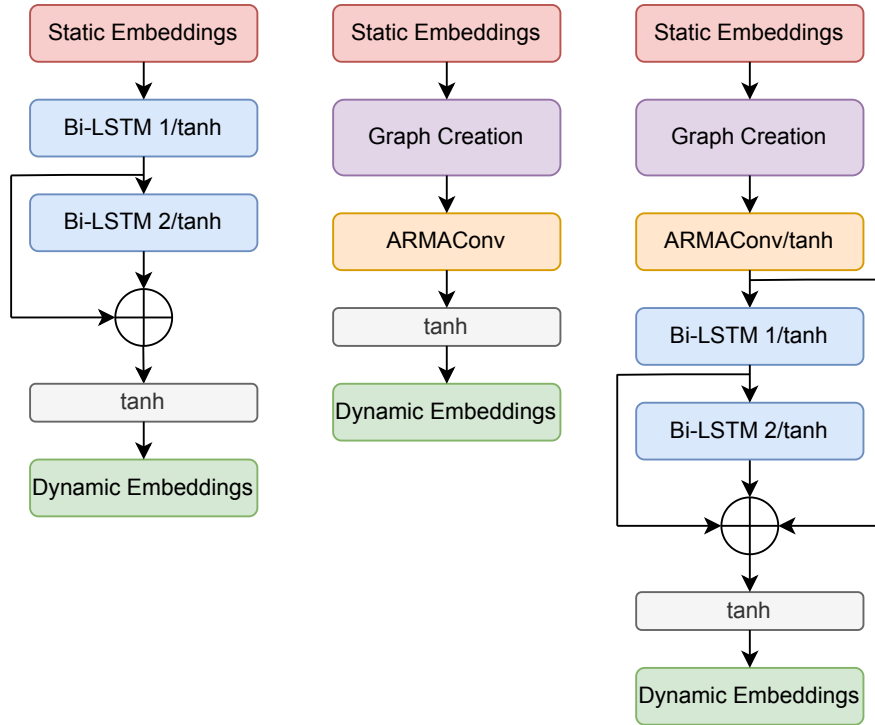 Static Embeddings
Bi-LSTM 1/tanh
Bi-LSTM 2/tanh
tanh
Dynamic Embeddings
Static Embeddings
Graph Creation
ARMAConv
tanh
Dynamic Embeddings
Static Embeddings
Graph Creation
ARMAConv/tanh
Bi-LSTM 1/tanh
Bi-LSTM 2/tanh
tanh
Dynamic Embeddings